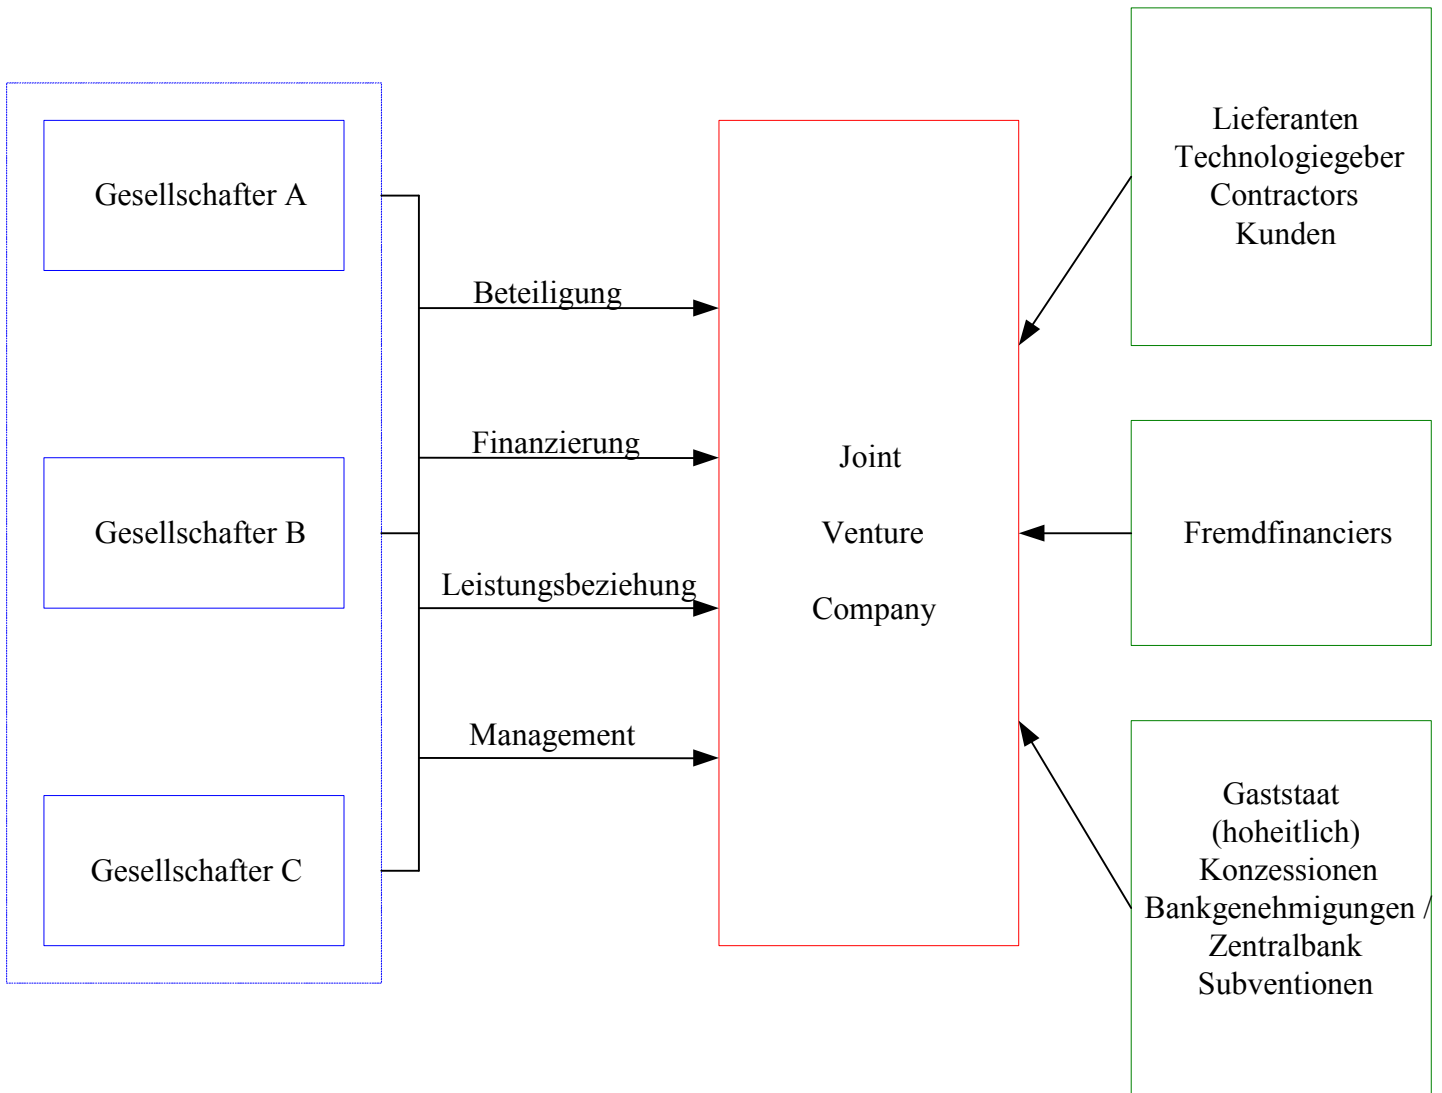 Gesellschafter A
Gesellschafter B
Gesellschafter C
Beteiligung
Finanzierung
Leistungsbeziehung
Management
Joint
Venture
Company
Lieferanten
Technologiegeber
Contractors
Kunden
Fremdfinanciers
Gaststaat
(hoheitlich)
Konzessionen
Bankgenehmigungen /
Zentralbank
Subventionen